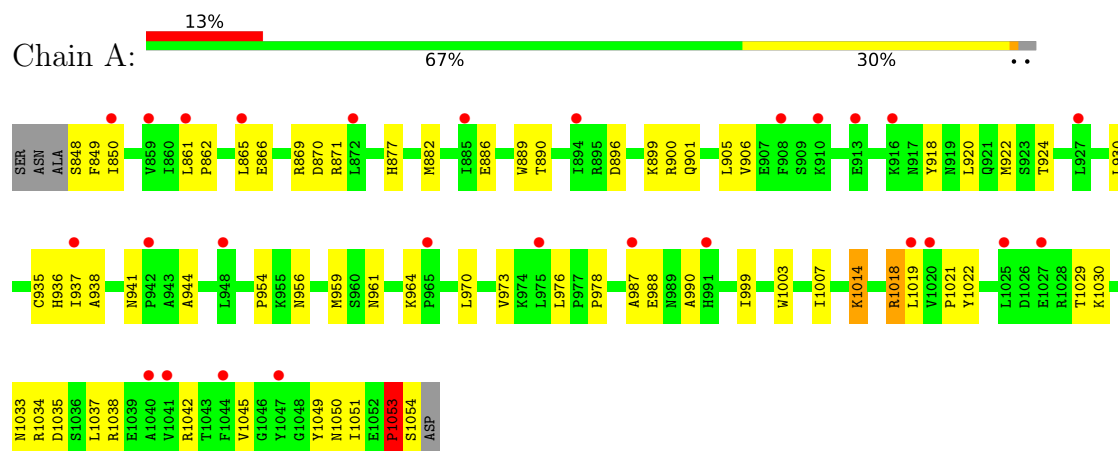 13%
Chain A:
67% 30% • •
SER ASN ALA S848 F849 I850 V859 I860 L861 P862 L865 E866 R869 D870 R871 L872 H877 M882 I885 E886 W889 T890 I894 R895 D896 K899 R900 Q901 L905 V906 E907 F908 S909 K910 E913 K916 N917 Y918 N919 L920 Q921 M922 S923 T924 L927 L930
C935 H936 I937 A938 N941 P942 A943 A944 L948 P954 K955 N956 M959 S960 N961 K964 P965 L970 V973 K974 L975 L976 P977 P978 A987 E988 N989 A990 H991 I999 W1003 I1007 K1014 R1018 L1019 V1020 P1021 Y1022 L1025 D1026 E1027 R1028 T1029 K1030
N1033 R1034 D1035 S1036 L1037 R1038 E1039 A1040 V1041 R1042 T1043 F1044 V1045 G1046 Y1047 G1048 Y1049 N1050 I1051 E1052 P1053 S1054 ASP